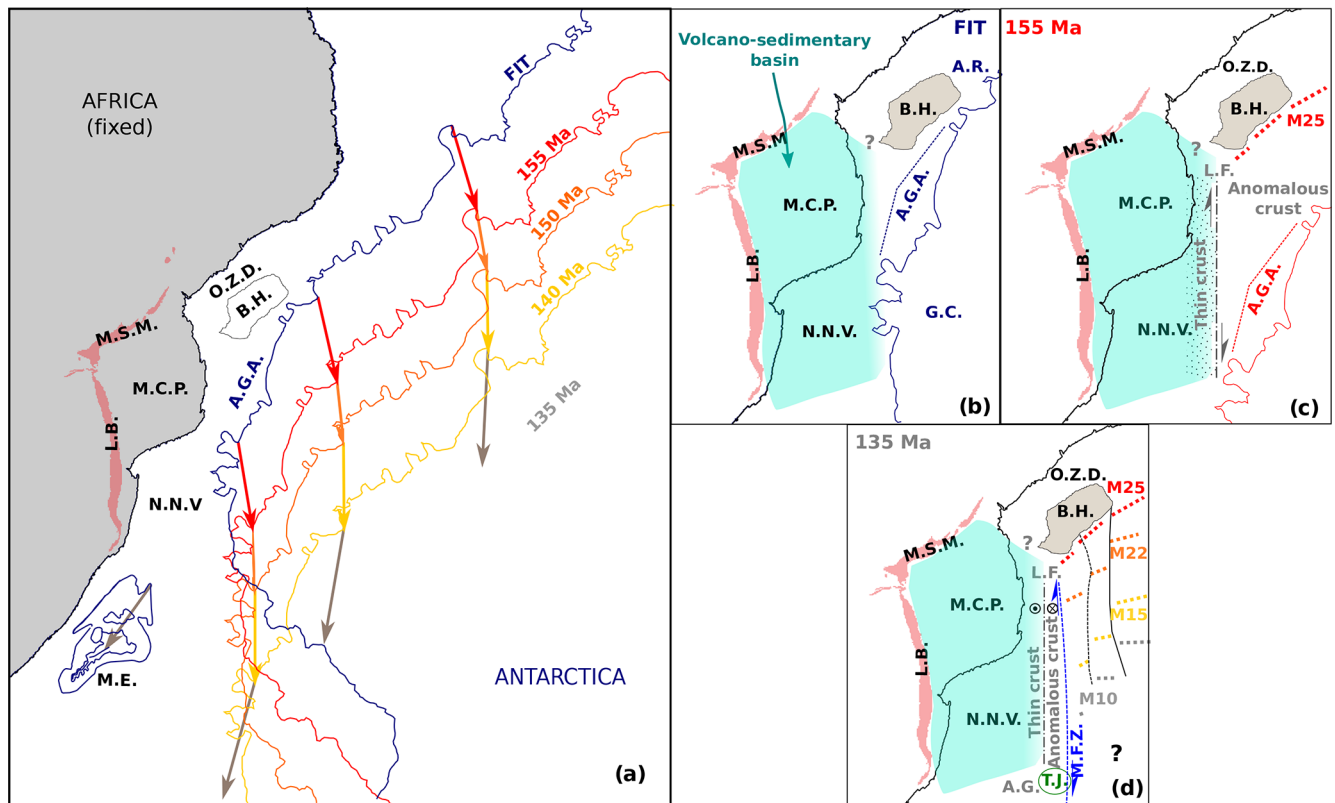 AFRICA
(fixed)
FIT
155 Ma
150 Ma
140 Ma
135 Ma
O.Z.D.
B.H.
M.S.M.
M.C.P.
A.G.A.
L.B.
N.N.V
M.E.
ANTARCTICA
(a)
Volcano-sedimentary
basin
FIT
A.R.
B.H.
?
M.S.M.
A.G.A.
M.C.P.
L.B.
G.C.
N.N.V.
(b)
155 Ma
O.Z.D.
B.H.
M25
M.S.M.
?
L.F.
Anomalous
crust
M.C.P.
L.B.
Thin crust
A.G.A.
N.N.V.
(c)
135 Ma
O.Z.D.
M25
B.H.
?
M22
M.S.M.
L.F.
M.C.P.
M15
L.B.
Thin crust
Anomalous crust
M10
N.N.V.
M.F.Z.
?
A.G.
T.J.
(d)